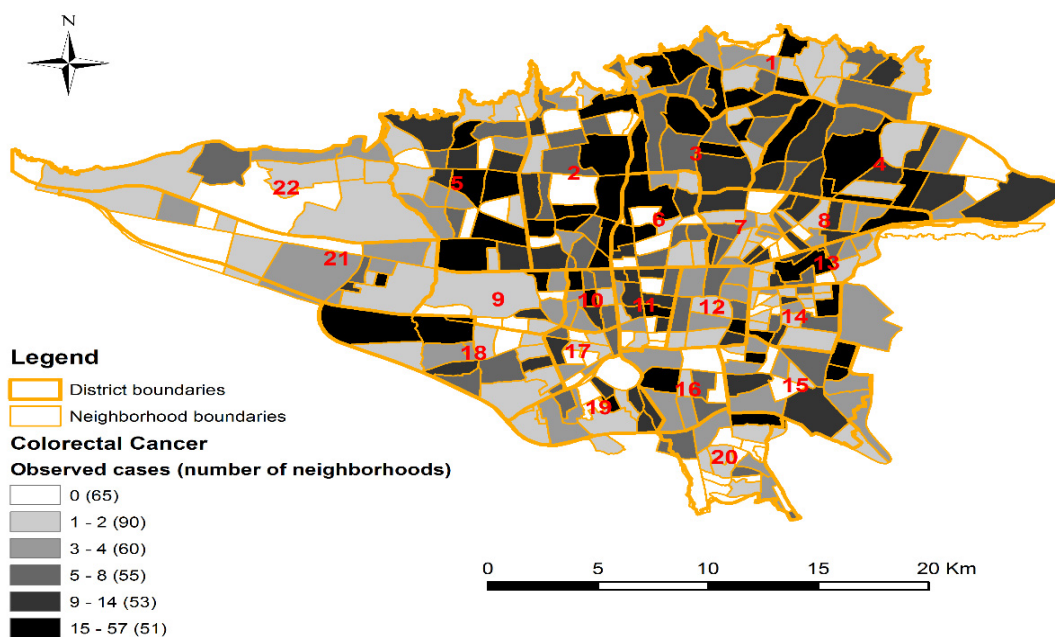 N
1
3
4
2
5
22
6
7
8
13
21
9
10
11
12
14
18
17
16
15
19
20
Legend
District boundaries
Neighborhood boundaries
Colorectal Cancer
Observed cases (number of neighborhoods)
0 (65)
1 - 2 (90)
3 - 4 (60)
5 - 8 (55)
9 - 14 (53)
15 - 57 (51)
0 5 10 15 20 Km